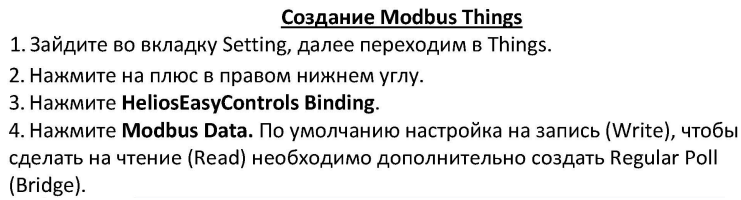 Создание Modbus Things
1. Зайдите во вкладку Setting, далее переходим в Things.
2. Нажмите на плюс в правом нижнем углу.
3. Нажмите HeliosEasyControls Binding.
4. Нажмите Modbus Data. По умолчанию настройка на запись (Write), чтобы
сделать на чтение (Read) необходимо дополнительно создать Regular Poll
(Bridge).